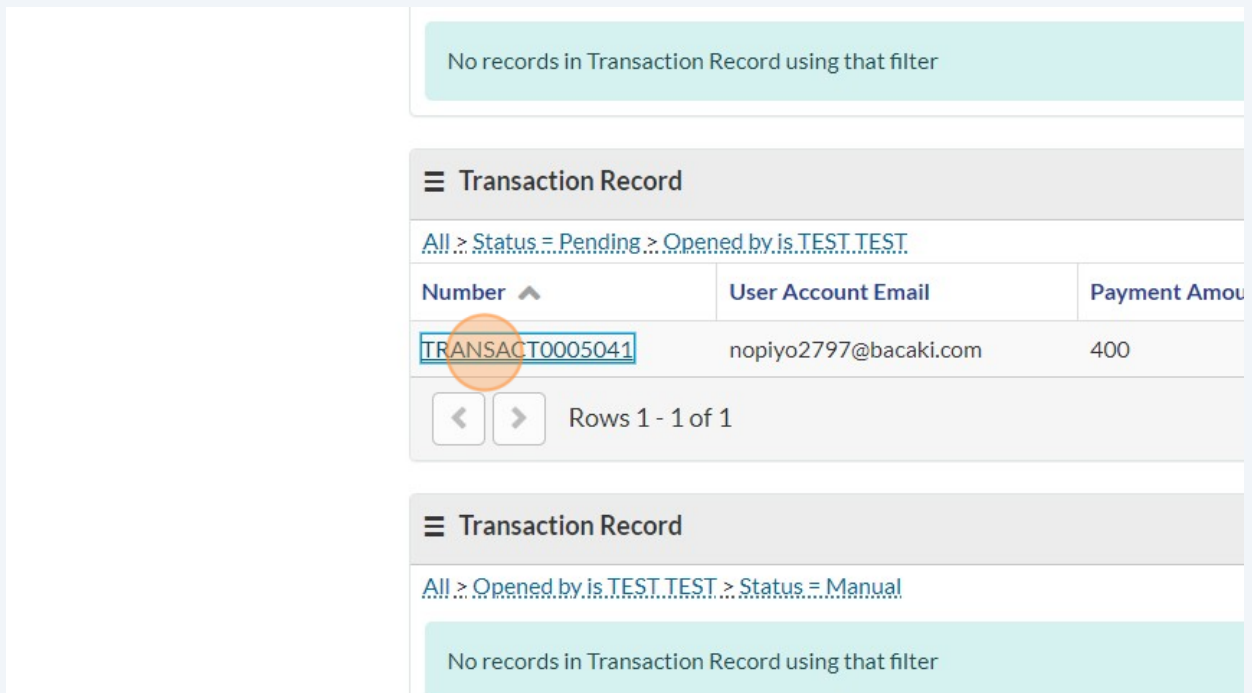 No records in Transaction Record using that filter
Transaction Record
All > Status = Pending > Opened by is TEST TEST
Number User Account Email Payment Amou
TRANSACT0005041 nopiyo2797@bacaki.com 400
Rows 1 - 1 of 1
Transaction Record
All > Opened by is TEST TEST > Status = Manual
No records in Transaction Record using that filter